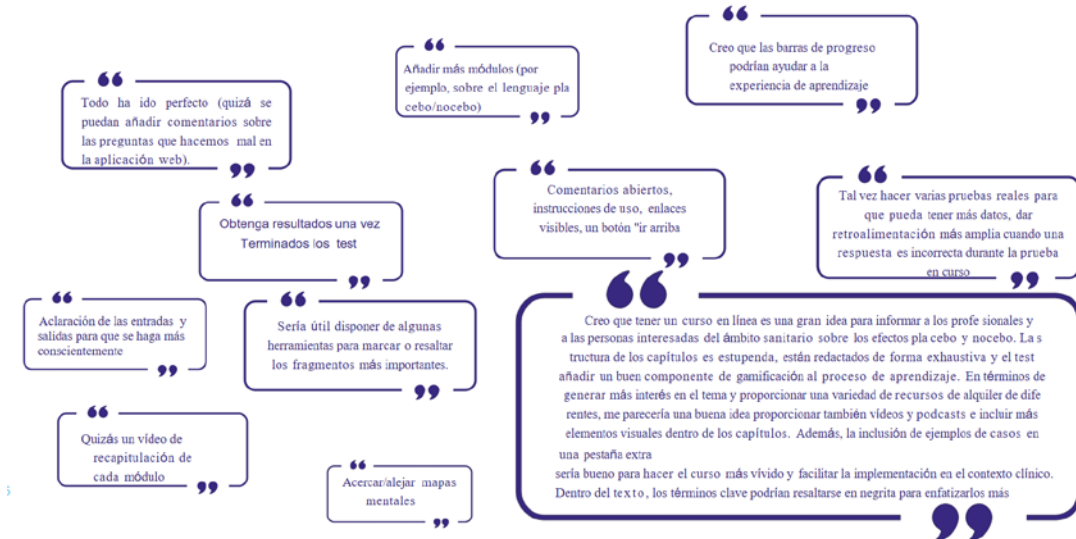 Todo ha ido perfecto (quizá se
puedan añadir comentarios sobre
las preguntas que hacemos mal en
la aplicación web).
Añadir más módulos (por
ejemplo, sobre el lenguaje pla
cebo/nocebo)
Creo que las barras de progreso
podrían ayudar a la
experiencia de aprendizaje
Obtenga resultados una vez
Terminados los test
Comentarios abiertos,
instrucciones de uso, enlaces
visibles, un botón "ir arriba
Tal vez hacer varias pruebas reales para
que pueda tener más datos, dar
retroalimentación más amplia cuando una
respuesta es incorrecta durante la prueba
en curso
Aclaración de las entradas y
salidas para que se haga más
conscientemente
Sería útil disponer de algunas
herramientas para marcar o resaltar
los fragmentos más importantes.
Creo que tener un curso en línea es una gran idea para informar a los profe sionales y
a las personas interesadas del ámbito sanitario sobre los efectos pla cebo y nocebo. La s
tructura de los capítulos es estupenda, están redactados de forma exhaustiva y el test
añadir un buen componente de gamificación al proceso de aprendizaje. En términos de
generar más interés en el tema y proporcionar una variedad de recursos de alquiler de dife
rentes, me parecería una buena idea proporcionar también vídeos y podcasts e incluir más
elementos visuales dentro de los capítulos. Además, la inclusión de ejemplos de casos en
una pestaña extra
sería bueno para hacer el curso más vívido y facilitar la implementación en el contexto clínico.
Dentro del texto, los términos clave podrían resaltarse en negrita para enfatizarlos más
Quizás un vídeo de
recapitulación de
cada módulo
Acercar/alejar mapas
mentales